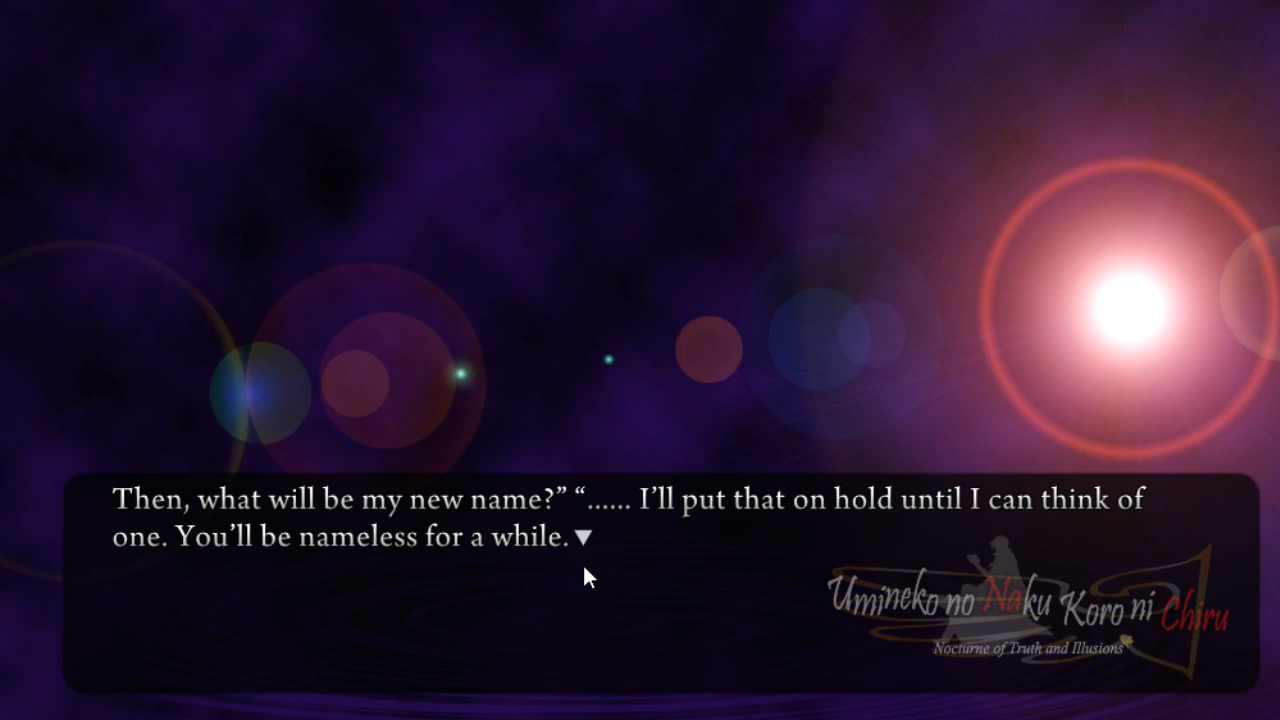 Then, what will be my new name?” “...... I’ll put that on hold until I can think of
one. You’ll be nameless for a while.
Umineko no Naku Koro ni Chiru
Nocturne of Truth and Illusions